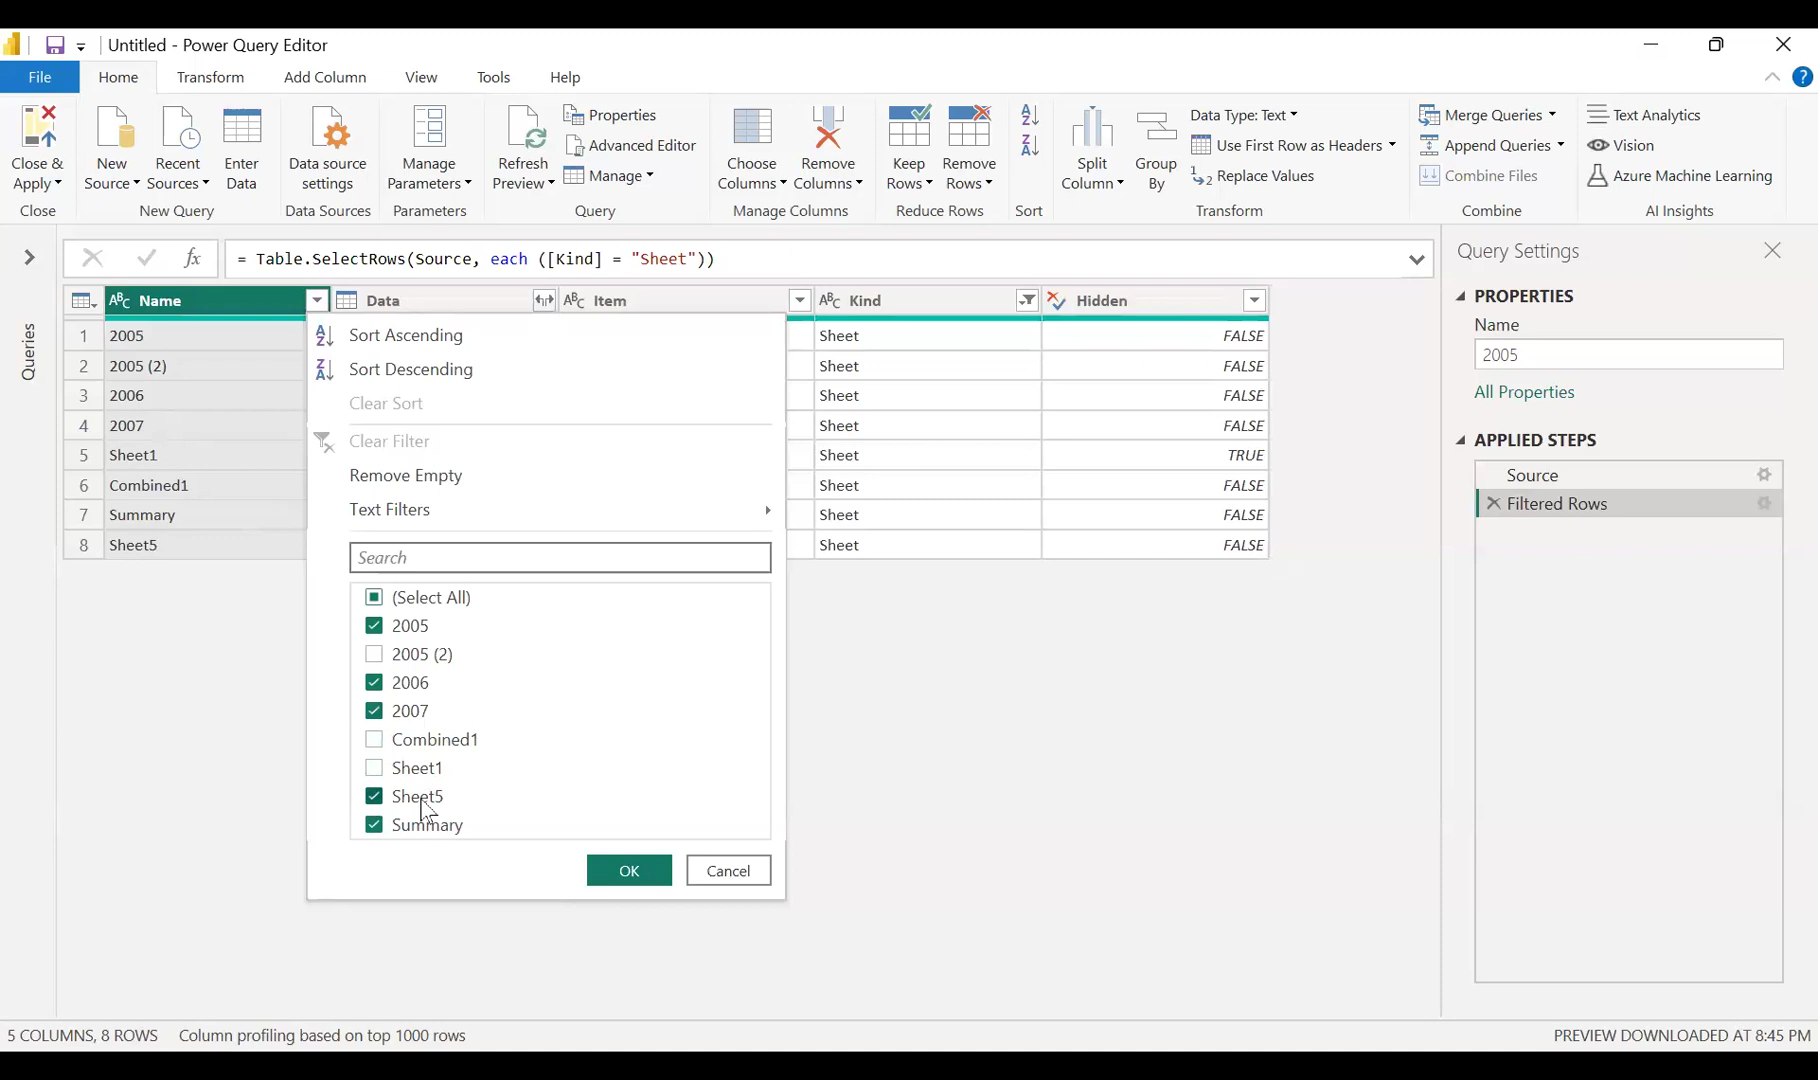 Untitled - Power Query Editor
File Home Transform Add Column View Tools Help
Close & Apply
Close
New Source
Recent Sources
Enter Data
New Query
Data source settings
Data Sources
Manage Parameters
Parameters
Refresh Preview
Properties
Advanced Editor
Manage
Query
Choose Columns
Remove Columns
Manage Columns
Keep Rows
Remove Rows
Reduce Rows
Sort
Split Column
Group By
Data Type: Text
Use First Row as Headers
Replace Values
Transform
Merge Queries
Append Queries
Combine Files
Combine
Text Analytics
Vision
Azure Machine Learning
AI Insights
Queries
fx = Table.SelectRows(Source, each ([Kind] = "Sheet"))
Name Data Item Kind Hidden
1 2005 Sheet FALSE
2 2005 (2) Sheet FALSE
3 2006 Sheet FALSE
4 2007 Sheet FALSE
5 Sheet1 Sheet TRUE
6 Combined1 Sheet FALSE
7 Summary Sheet FALSE
8 Sheet5 Sheet FALSE
Sort Ascending
Sort Descending
Clear Sort
Clear Filter
Remove Empty
Text Filters
Search
(Select All)
2005
2005 (2)
2006
2007
Combined1
Sheet1
Sheet5
Summary
OK Cancel
Query Settings
PROPERTIES
Name
2005
All Properties
APPLIED STEPS
Source
Filtered Rows
5 COLUMNS, 8 ROWS Column profiling based on top 1000 rows
PREVIEW DOWNLOADED AT 8:45 PM